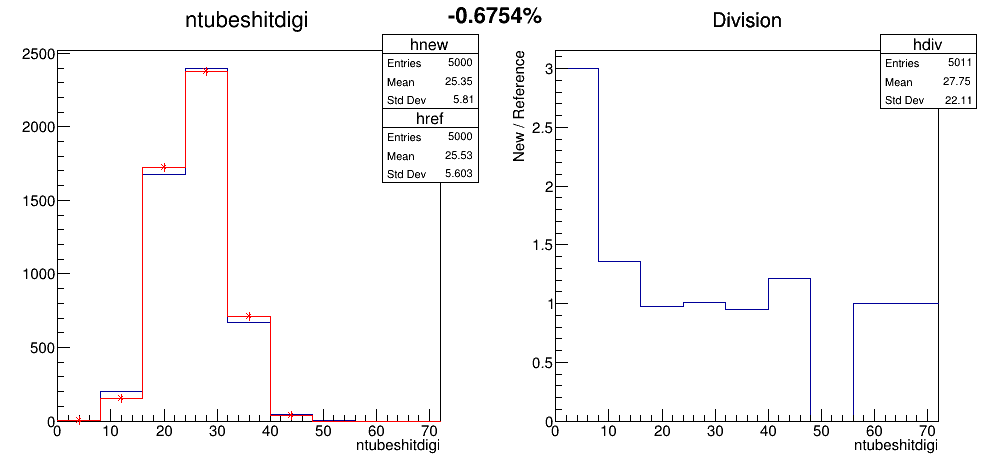 -0.6754%
ntubeshitdigi
hnew
Entries 5000
Mean 25.35
Std Dev 5.81
href
Entries 5000
Mean 25.53
Std Dev 5.603
2500
2000
1500
1000
500
0
0 10 20 30 40 50 60 70
ntubeshitdigi
Division
hdiv
Entries 5011
Mean 27.75
Std Dev 22.11
New / Reference
3
2.5
2
1.5
1
0.5
0
0 10 20 30 40 50 60 70
ntubeshitdigi